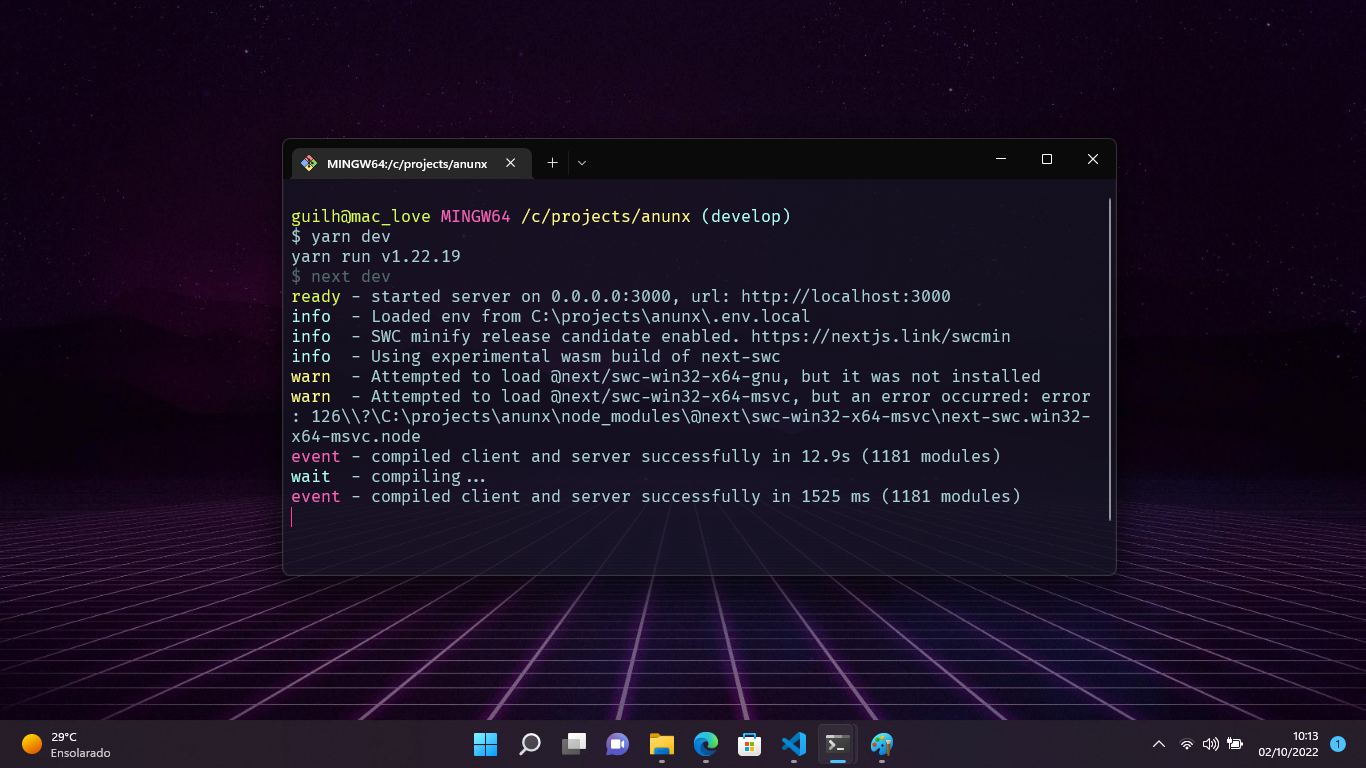 MINGW64:/c/projects/anunx
guilh@mac_love MINGW64 /c/projects/anunx (develop)
$ yarn dev
yarn run v1.22.19
$ next dev
ready - started server on 0.0.0.0:3000, url: http://localhost:3000
info  - Loaded env from C:\projects\anunx\.env.local
info  - SWC minify release candidate enabled. https://nextjs.link/swcmin
info  - Using experimental wasm build of next-swc
warn  - Attempted to load @next/swc-win32-x64-gnu, but it was not installed
warn  - Attempted to load @next/swc-win32-x64-msvc, but an error occurred: error
: 126\\?\C:\projects\anunx\node_modules\@next\swc-win32-x64-msvc\next-swc.win32-
x64-msvc.node
event - compiled client and server successfully in 12.9s (1181 modules)
wait  - compiling...
event - compiled client and server successfully in 1525 ms (1181 modules)
29°C
Ensolarado
10:13
02/10/2022
1